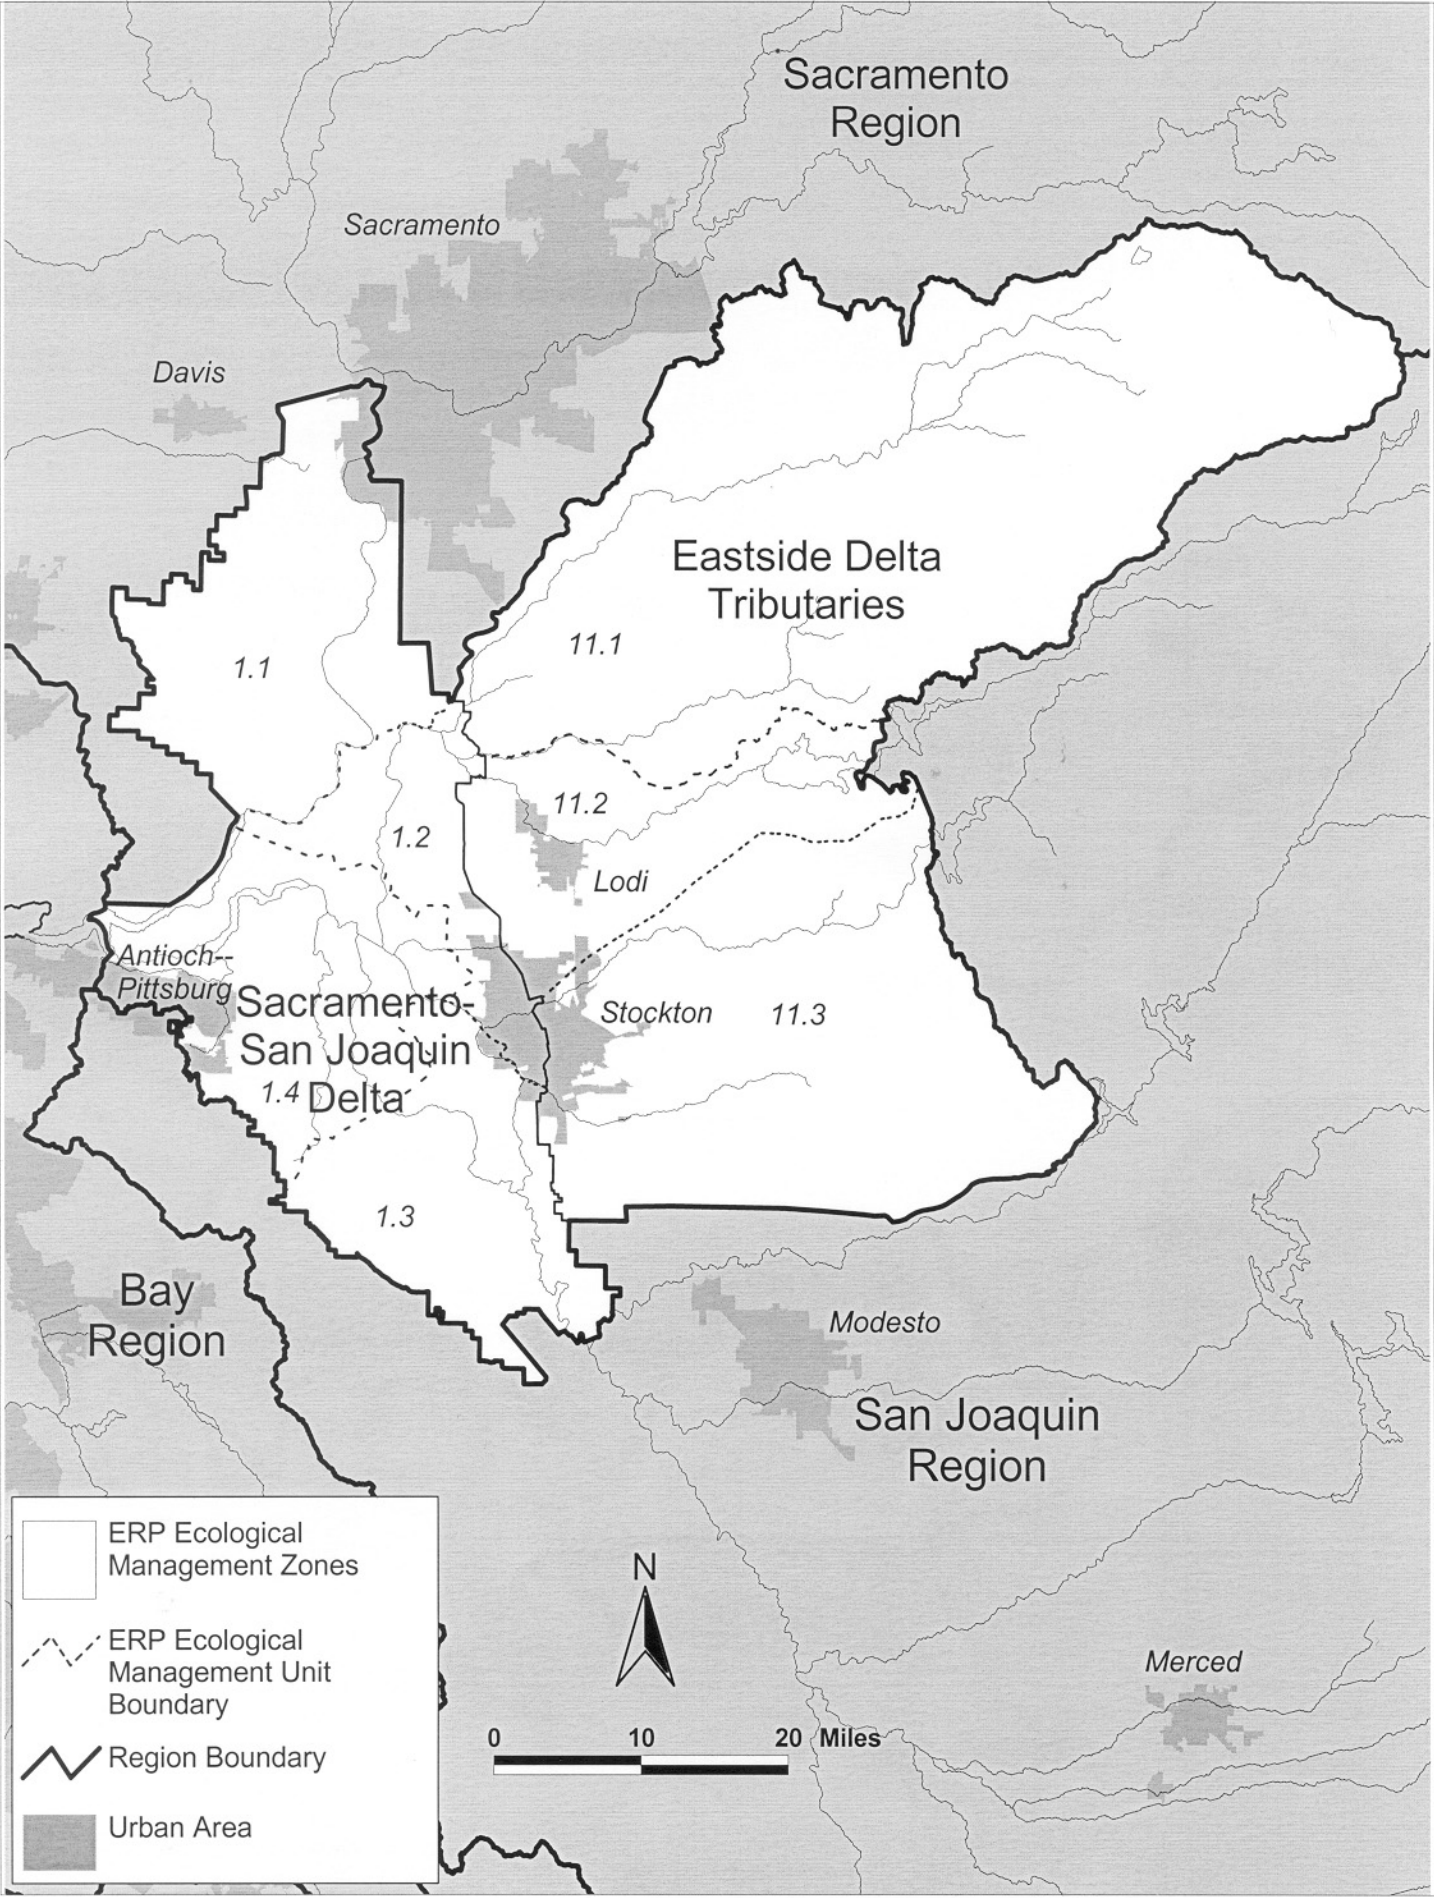 Sacramento
Region
Sacramento
Davis
Eastside Delta
Tributaries
11.1
1.1
11.2
1.2
Lodi
Antioch--
Pittsburg
Sacramento-
San Joaquin
Delta
1.4
Stockton
11.3
1.3
Bay
Region
Modesto
San Joaquin
Region
ERP Ecological
Management Zones
ERP Ecological
Management Unit
Boundary
Region Boundary
Urban Area
N
0 10 20 Miles
Merced